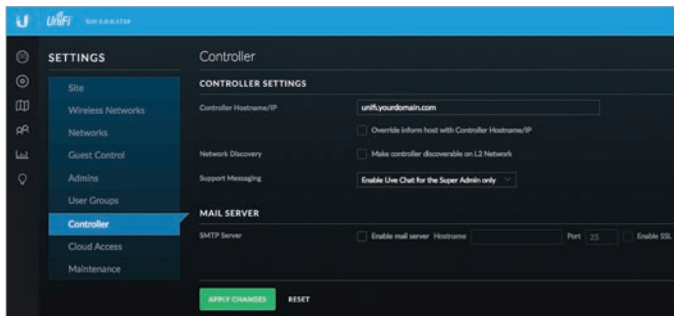 U UniFi
SETTINGS
Site
Wireless Networks
Networks
Guest Control
Admins
User Groups
Controller
Cloud Access
Maintenance
Controller
CONTROLLER SETTINGS
Controller Hostname/IP unifi.yourdomain.com
Override inform host with Controller Hostname/IP
Network Discovery Make controller discoverable on L2 Network
Support Messaging Enable Live Chat for the Super Admin only
MAIL SERVER
SMTP Server Enable mail server Hostname Port 25 Enable SSL
APPLY CHANGES RESET